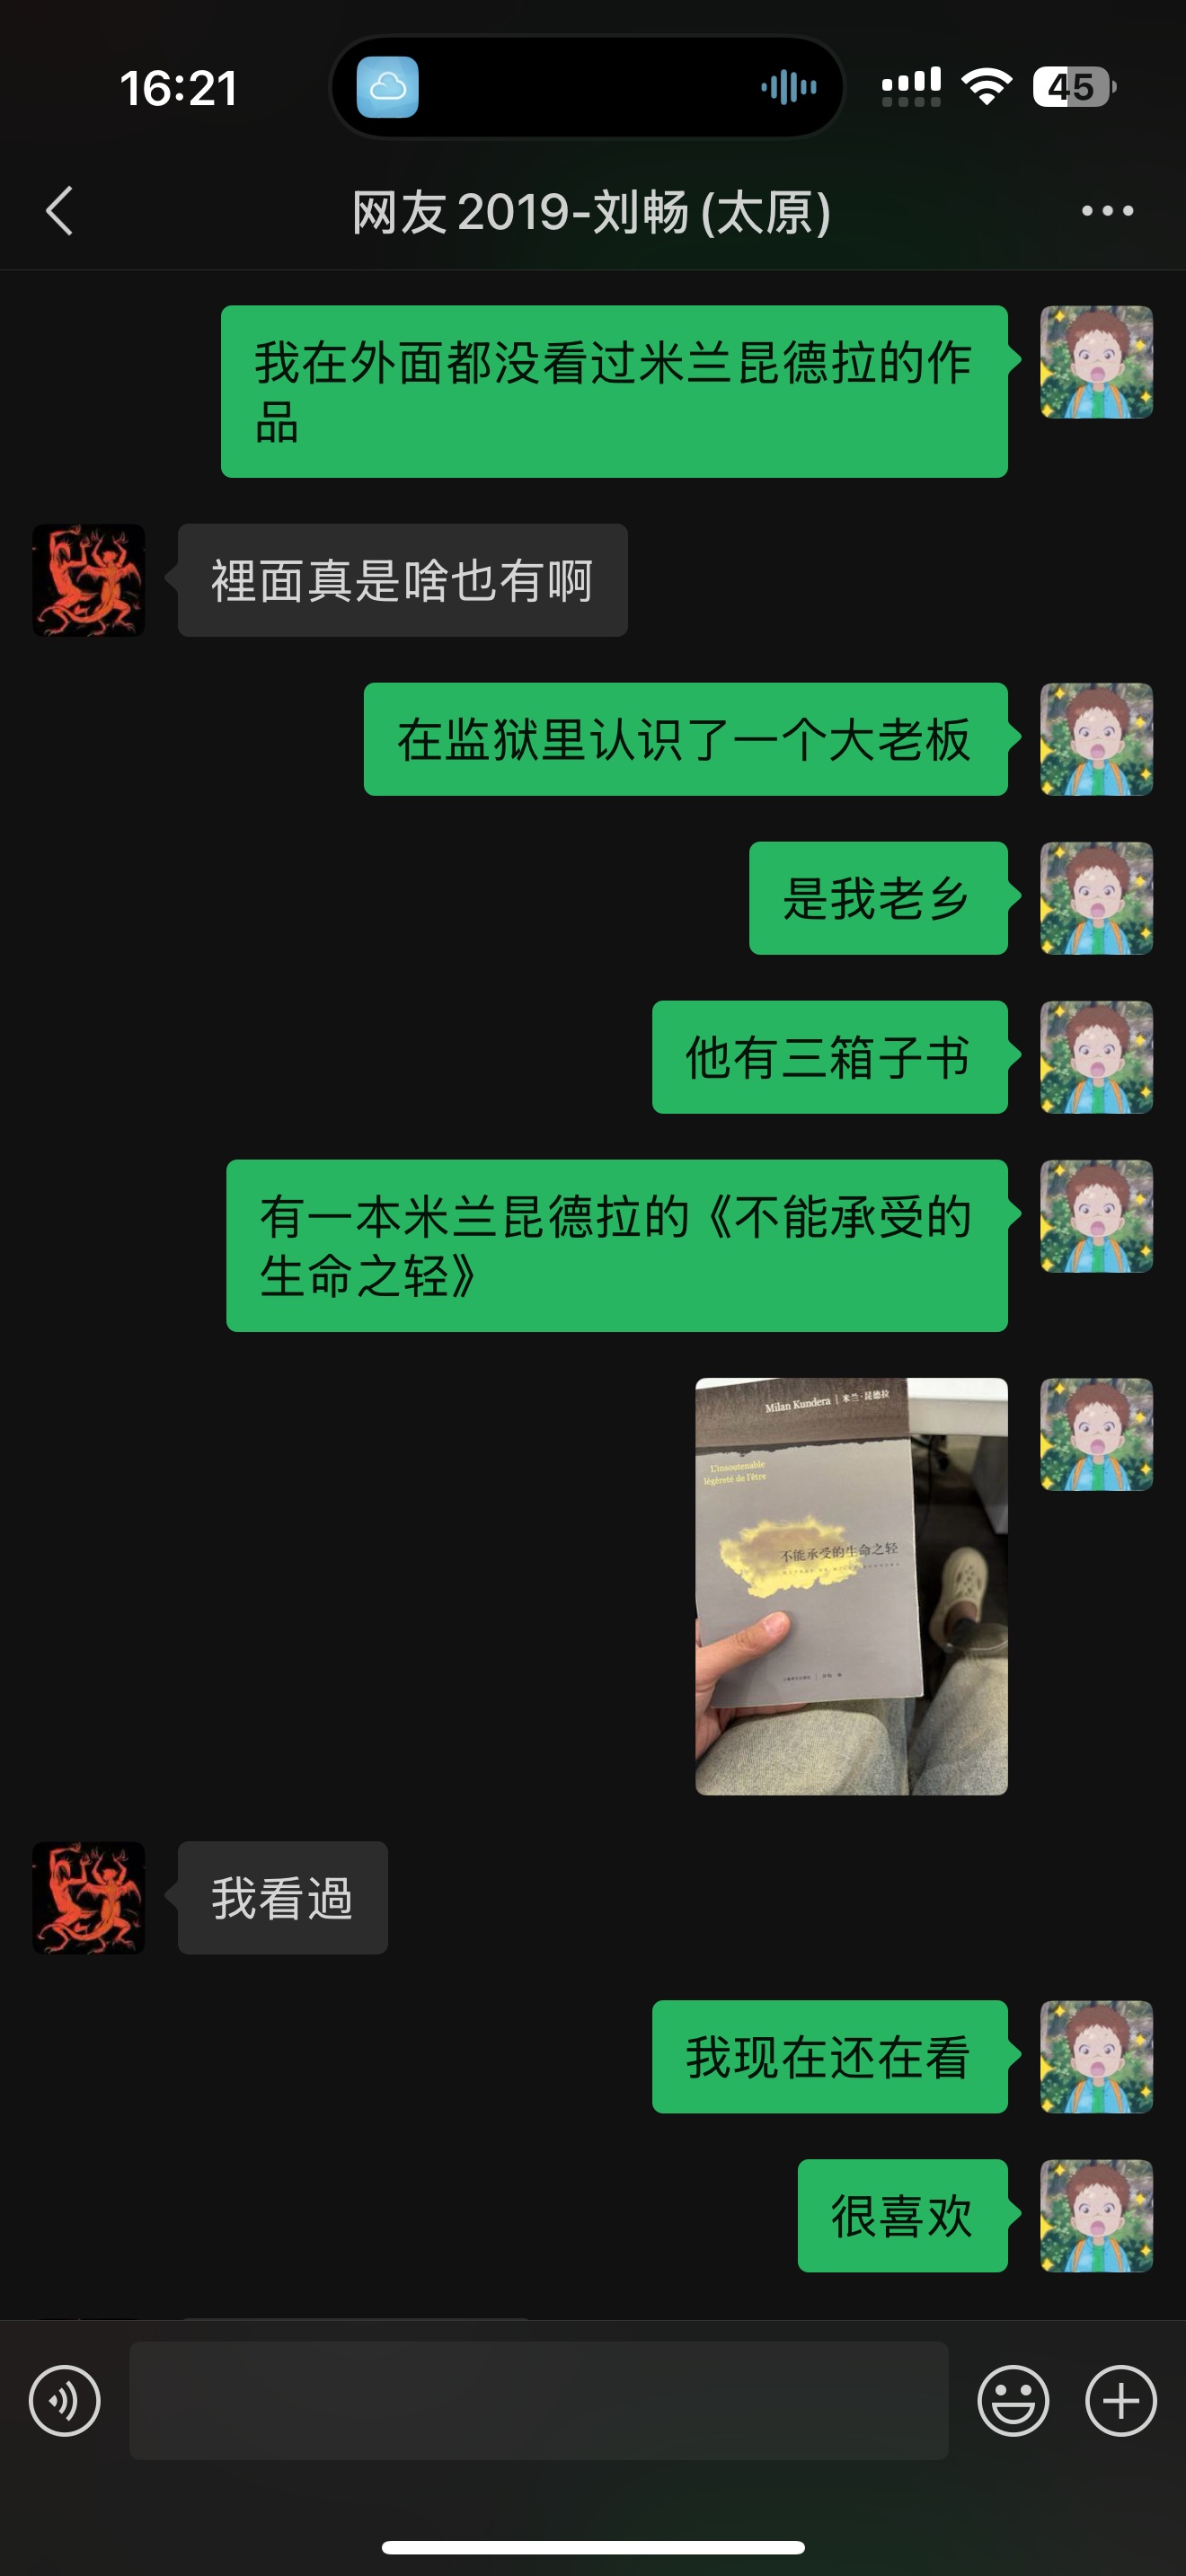 16:21
45
网友2019-刘畅(太原)
我在外面都没看过米兰昆德拉的作
品
裡面真是啥也有啊
在监狱里认识了一个大老板
是我老乡
他有三箱子书
有一本米兰昆德拉的《不能承受的
生命之轻》
Milan Kundera | 米兰·昆德拉
L'insoutenable
légèreté de l'être
不能承受的生命之轻
我看過
我现在还在看
很喜欢